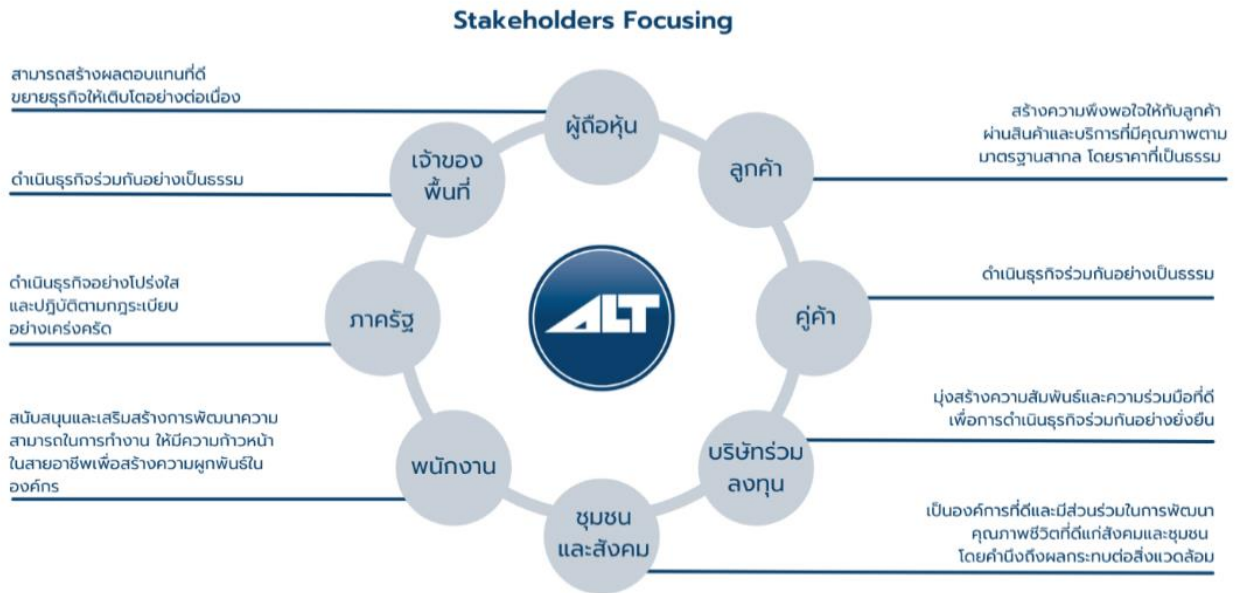 Stakeholders Focusing
สามารถสร้างผลตอบแทนที่ดี
ขยายธุรกิจให้เติบโตอย่างต่อเนื่อง
ผู้ถือหุ้น
สร้างความพึงพอใจให้กับลูกค้า
ผ่านสินค้าและบริการที่มีคุณภาพตาม
มาตรฐานสากล โดยราคาที่เป็นธรรม
ลูกค้า
ดำเนินธุรกิจร่วมกันอย่างเป็นธรรม
เจ้าของ
พื้นที่
ดำเนินธุรกิจร่วมกันอย่างเป็นธรรม
คู่ค้า
ดำเนินธุรกิจอย่างโปร่งใส
และปฏิบัติตามกฎระเบียบ
อย่างเคร่งครัด
ภาครัฐ
ALT
มุ่งสร้างความสัมพันธ์และความร่วมมือที่ดี
เพื่อการดำเนินธุรกิจร่วมกันอย่างยั่งยืน
บริษัทร่วม
ลงทุน
สนับสนุนและเสริมสร้างการพัฒนาความ
สามารถในการทำงาน ให้มีความก้าวหน้า
ในสายอาชีพเพื่อสร้างความผูกพันธ์ใน
องค์กร
พนักงาน
ชุมชน
และสังคม
เป็นองค์การที่ดีและมีส่วนร่วมในการพัฒนา
คุณภาพชีวิตที่ดีแก่สังคมและชุมชน
โดยคำนึงถึงผลกระทบต่อสิ่งแวดล้อม